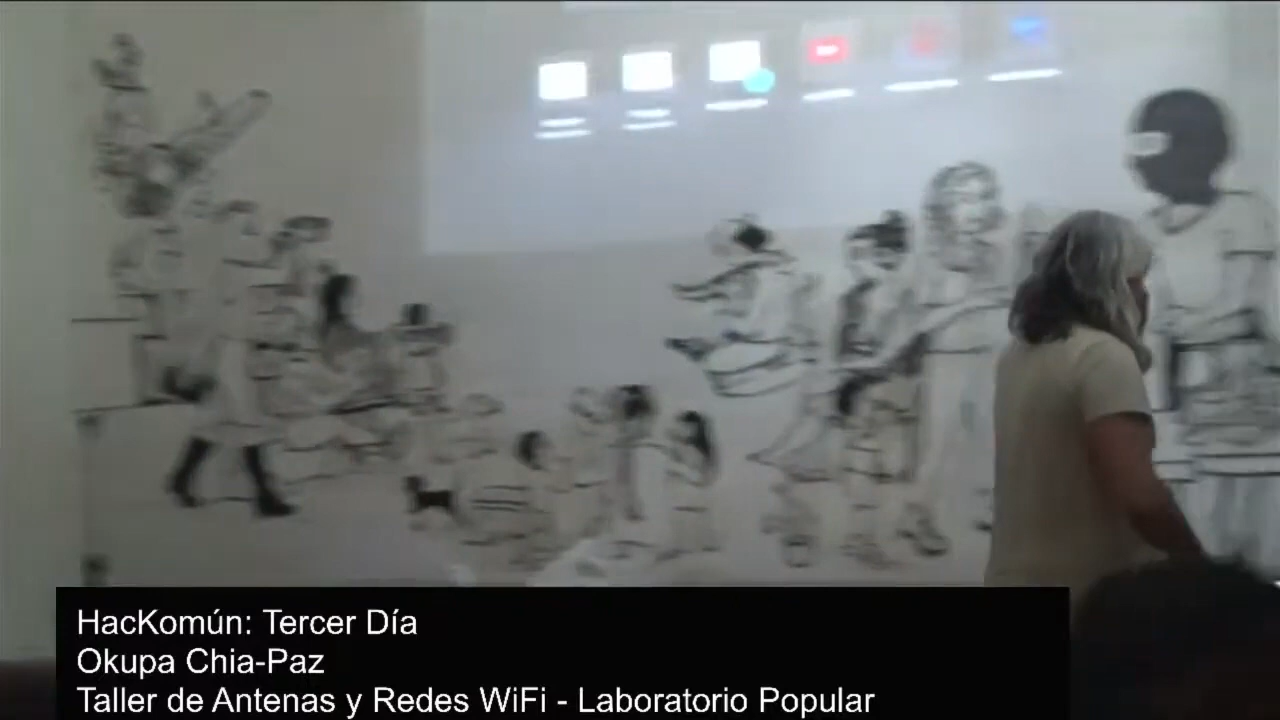 HacKomún: Tercer Día
Okupa Chia-Paz
Taller de Antenas y Redes WiFi - Laboratorio Popular